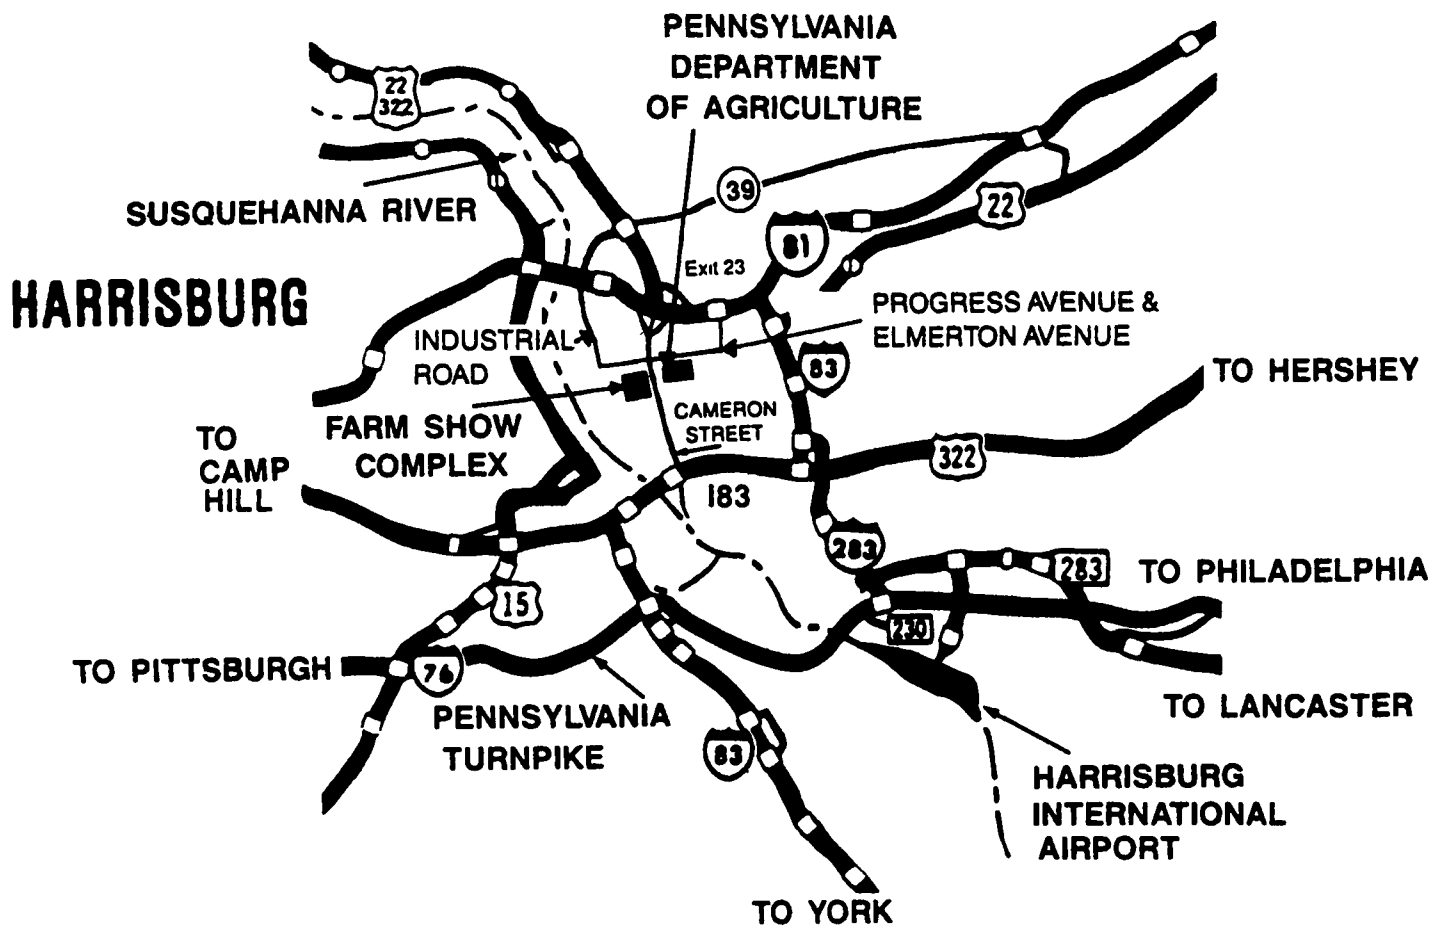 PENNSYLVANIA
DEPARTMENT
OF AGRICULTURE
22
322
39
22
SUSQUEHANNA RIVER
81
Exit 23
HARRISBURG
PROGRESS AVENUE &
ELMERTON AVENUE
INDUSTRIAL
ROAD
83
TO HERSHEY
CAMERON
STREET
FARM SHOW
COMPLEX
TO
CAMP
HILL
322
I83
283
283
TO PHILADELPHIA
15
230
TO PITTSBURGH
76
TO LANCASTER
PENNSYLVANIA
TURNPIKE
83
HARRISBURG
INTERNATIONAL
AIRPORT
TO YORK